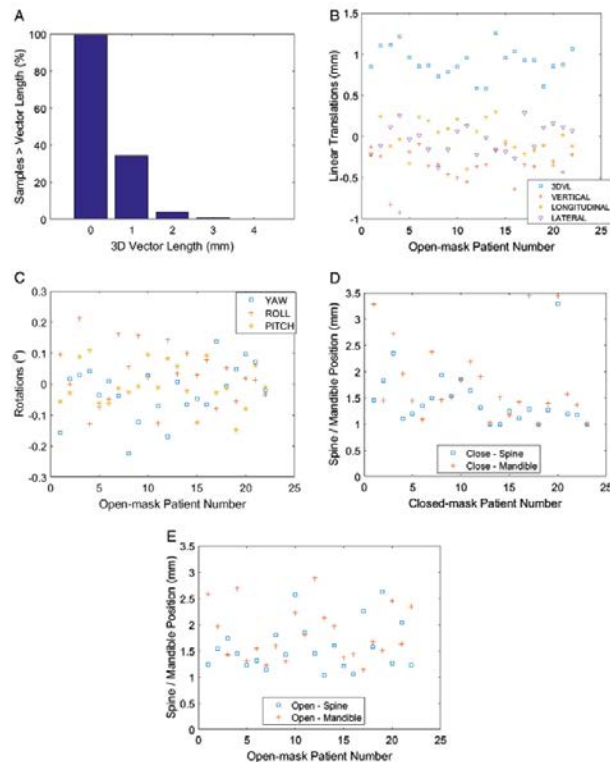 A
Samples > Vector Length (%)
100
80
60
40
20
0
0 1 2 3 4
3D Vector Length (mm)
B
Linear Translations (mm)
1.5
1
0.5
0
-0.5
-1
0 5 10 15 20 25
Open-mask Patient Number
3DVL
VERTICAL
LONGITUDINAL
LATERAL
C
Rotations (°)
0.3
0.2
0.1
0
-0.1
-0.2
-0.3
0 5 10 15 20 25
Open-mask Patient Number
YAW
ROLL
PITCH
D
Spine / Mandible Position (mm)
3.5
3
2.5
2
1.5
1
0.5
0
0 5 10 15 20 25
Closed-mask Patient Number
Close - Spine
Close - Mandible
E
Spine / Mandible Position (mm)
3.5
3
2.5
2
1.5
1
0.5
0
0 5 10 15 20 25
Open-mask Patient Number
Open - Spine
Open - Mandible